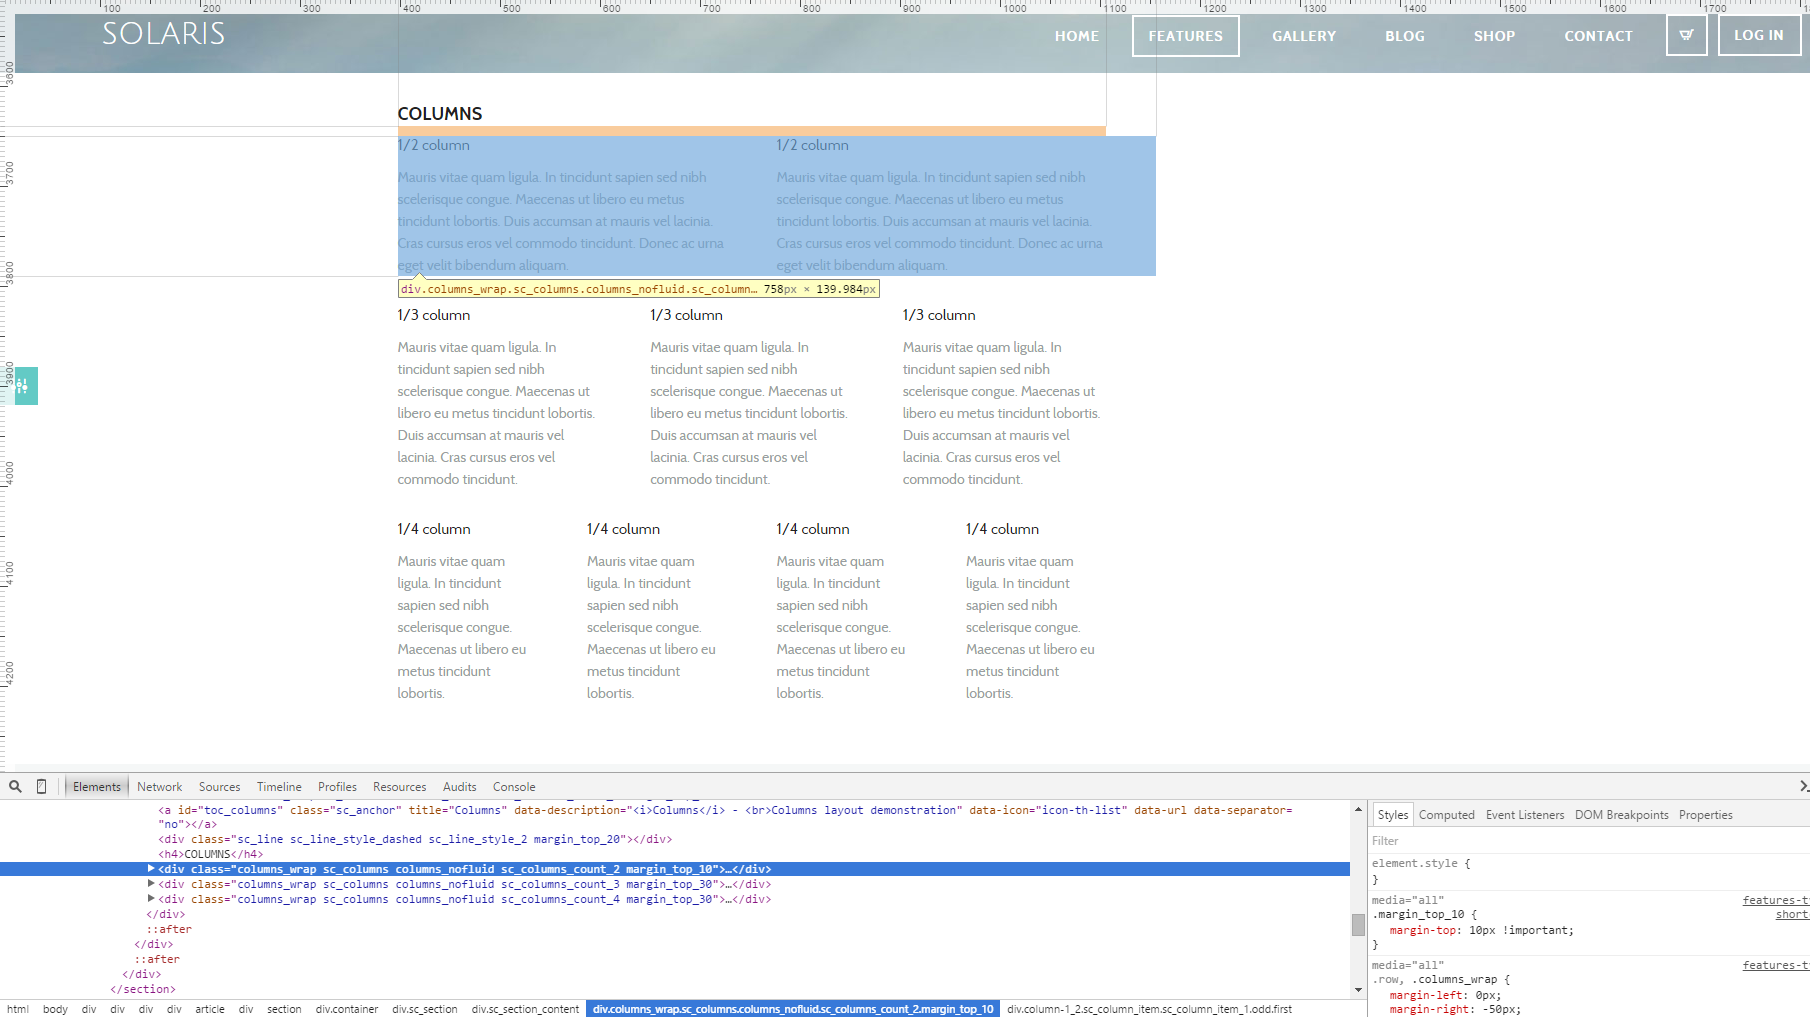 100 200 300 400 500 600 700 800 900 1000 1100 1200 1300 1400 1500 1600 1700
SOLARIS
HOME FEATURES GALLERY BLOG SHOP CONTACT LOG IN
3600
3700
3800
3900
4000
4100
4200
COLUMNS
1/2 column
Mauris vitae quam ligula. In tincidunt sapien sed nibh
scelerisque congue. Maecenas ut libero eu metus
tincidunt lobortis. Duis accumsan at mauris vel lacinia.
Cras cursus eros vel commodo tincidunt. Donec ac urna
eget velit bibendum aliquam.
1/2 column
Mauris vitae quam ligula. In tincidunt sapien sed nibh
scelerisque congue. Maecenas ut libero eu metus
tincidunt lobortis. Duis accumsan at mauris vel lacinia.
Cras cursus eros vel commodo tincidunt. Donec ac urna
eget velit bibendum aliquam.
div.columns_wrap.sc_columns.columns_nofluid.sc_column… 758px × 139.984px
1/3 column
Mauris vitae quam ligula. In
tincidunt sapien sed nibh
scelerisque congue. Maecenas ut
libero eu metus tincidunt lobortis.
Duis accumsan at mauris vel
lacinia. Cras cursus eros vel
commodo tincidunt.
1/3 column
Mauris vitae quam ligula. In
tincidunt sapien sed nibh
scelerisque congue. Maecenas ut
libero eu metus tincidunt lobortis.
Duis accumsan at mauris vel
lacinia. Cras cursus eros vel
commodo tincidunt.
1/3 column
Mauris vitae quam ligula. In
tincidunt sapien sed nibh
scelerisque congue. Maecenas ut
libero eu metus tincidunt lobortis.
Duis accumsan at mauris vel
lacinia. Cras cursus eros vel
commodo tincidunt.
1/4 column
Mauris vitae quam
ligula. In tincidunt
sapien sed nibh
scelerisque congue.
Maecenas ut libero eu
metus tincidunt
lobortis.
1/4 column
Mauris vitae quam
ligula. In tincidunt
sapien sed nibh
scelerisque congue.
Maecenas ut libero eu
metus tincidunt
lobortis.
1/4 column
Mauris vitae quam
ligula. In tincidunt
sapien sed nibh
scelerisque congue.
Maecenas ut libero eu
metus tincidunt
lobortis.
1/4 column
Mauris vitae quam
ligula. In tincidunt
sapien sed nibh
scelerisque congue.
Maecenas ut libero eu
metus tincidunt
lobortis.
Elements Network Sources Timeline Profiles Resources Audits Console
<a id="toc_columns" class="sc_anchor" title="Columns" data-description="<i>Columns</i> - <br>Columns layout demonstration" data-icon="icon-th-list" data-url data-separator=
"no"></a>
<div class="sc_line sc_line_style_dashed sc_line_style_2 margin_top_20"></div>
<h4>COLUMNS</h4>
<div class="columns_wrap sc_columns columns_nofluid sc_columns_count_2 margin_top_10">…</div>
<div class="columns_wrap sc_columns columns_nofluid sc_columns_count_3 margin_top_30">…</div>
<div class="columns_wrap sc_columns columns_nofluid sc_columns_count_4 margin_top_30">…</div>
</div>
::after
</div>
::after
</div>
</section>
html body div div div div article div section div.container div.sc_section div.sc_section_content div.columns_wrap.sc_columns.columns_nofluid.sc_columns_count_2.margin_top_10 div.column-1_2.sc_column_item.sc_column_item_1.odd.first
Styles Computed Event Listeners DOM Breakpoints Properties
Filter
element.style {
}
media="all" features-ty
.margin_top_10 { short
margin-top: 10px !important;
}
media="all" features-ty
.row, .columns_wrap {
margin-left: 0px;
margin-right: -50px;